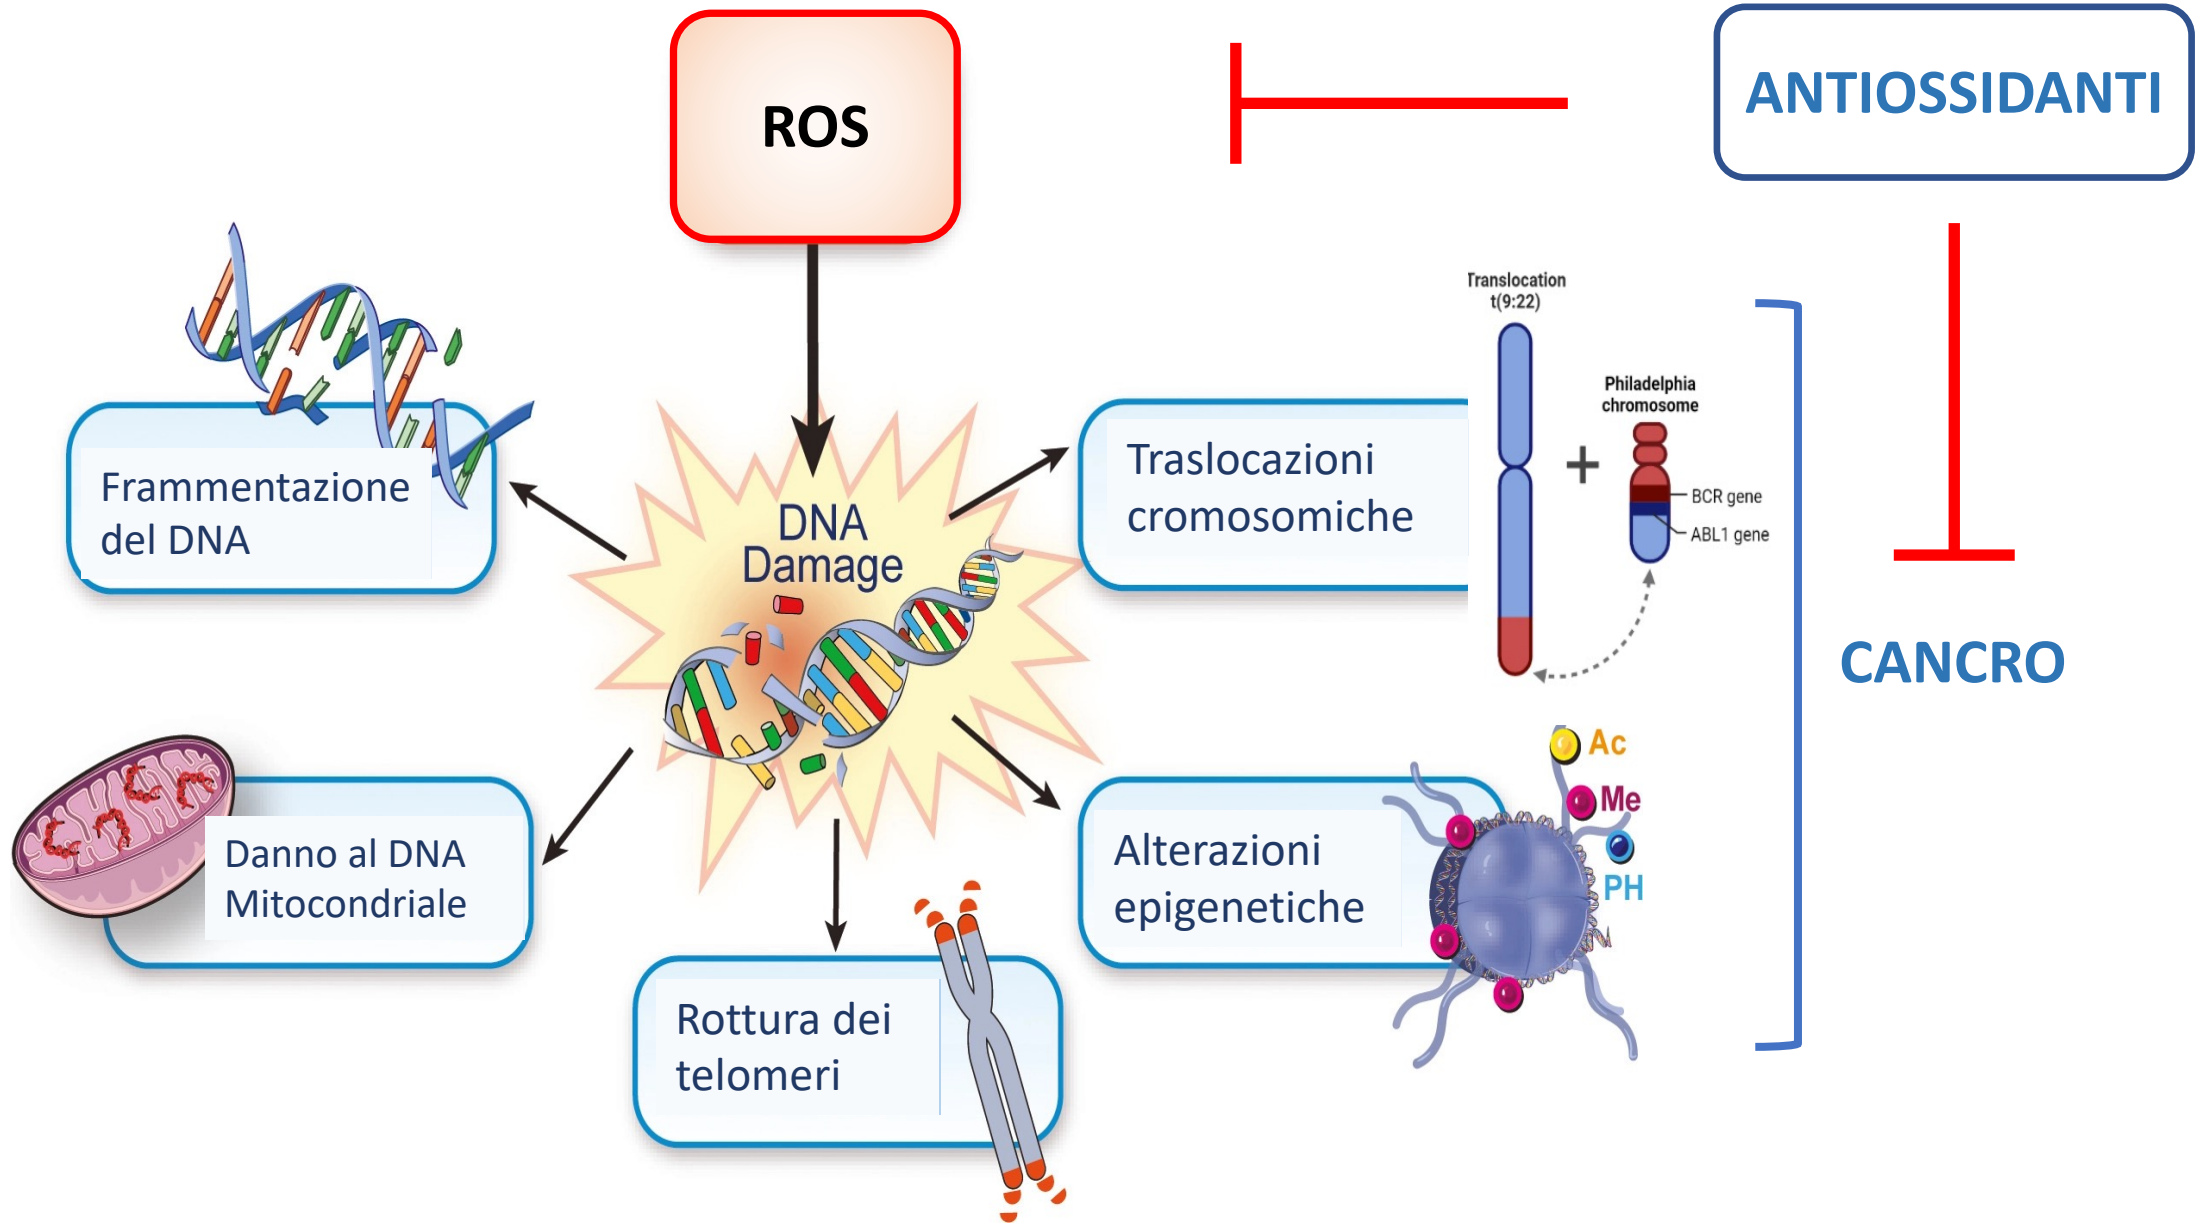 ROS
ANTIOSSIDANTI
Translocation
t(9:22)
Philadelphia
chromosome
+
BCR gene
ABL1 gene
Frammentazione
del DNA
DNA
Damage
Traslocazioni
cromosomiche
CANCRO
Danno al DNA
Mitocondriale
Alterazioni
epigenetiche
Ac
Me
PH
Rottura dei
telomeri